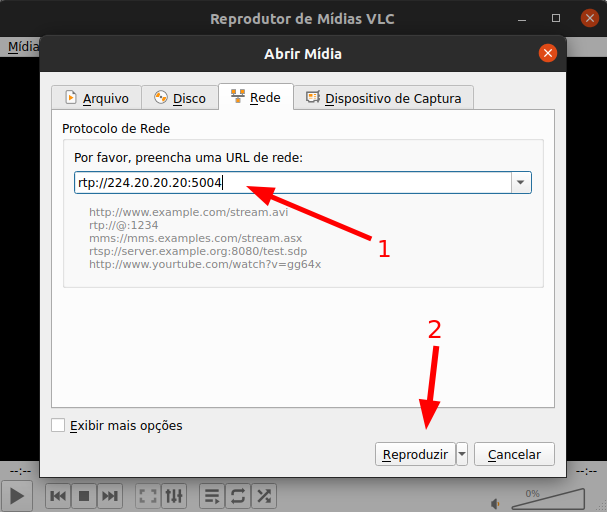 Reprodutor de Mídias VLC
Mídia
Abrir Mídia
Arquivo
Disco
Rede
Dispositivo de Captura
Protocolo de Rede
Por favor, preencha uma URL de rede:
rtp://224.20.20.20:5004
http://www.example.com/stream.avi
rtp://@:1234
mms://mms.examples.com/stream.asx
rtsp://server.example.org:8080/test.sdp
http://www.yourtube.com/watch?v=gg64x
1
2
Exibir mais opções
Reproduzir
Cancelar
--:--
--:--
0%